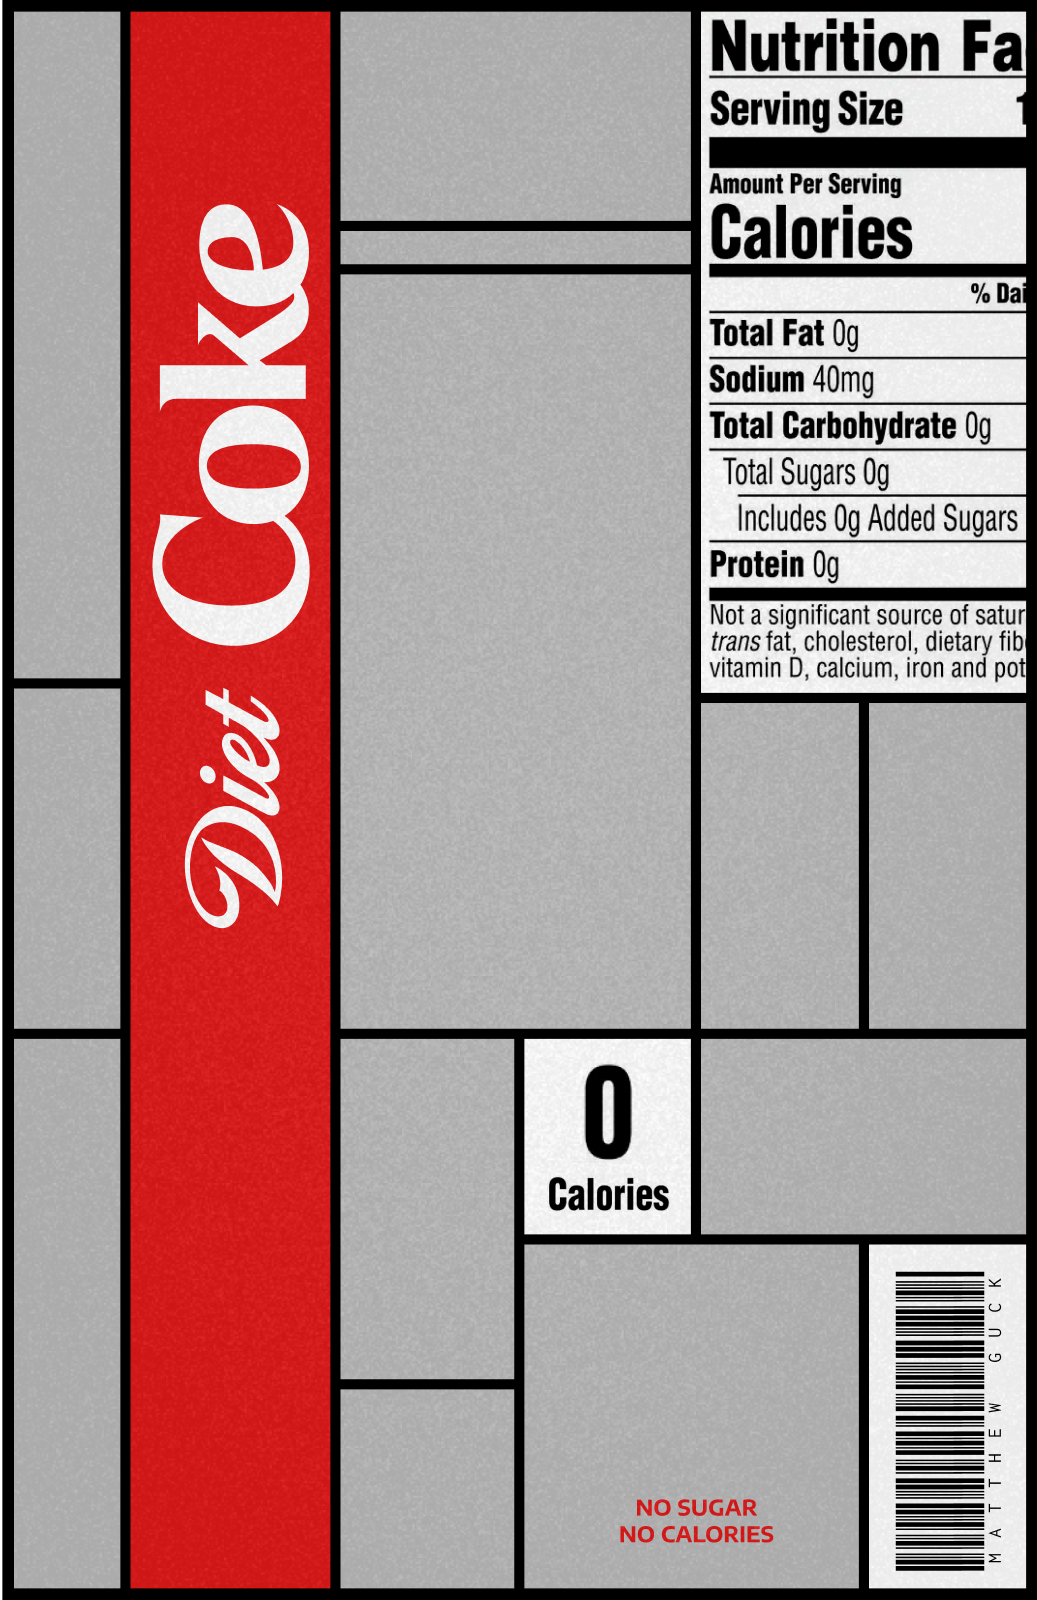 Diet Coke
Nutrition Fa
Serving Size 1
Amount Per Serving
Calories
% Dai
Total Fat 0g
Sodium 40mg
Total Carbohydrate 0g
Total Sugars 0g
Includes 0g Added Sugars
Protein 0g
Not a significant source of satur
trans fat, cholesterol, dietary fib
vitamin D, calcium, iron and pot
0
Calories
NO SUGAR
NO CALORIES
MATTHEW GUCK